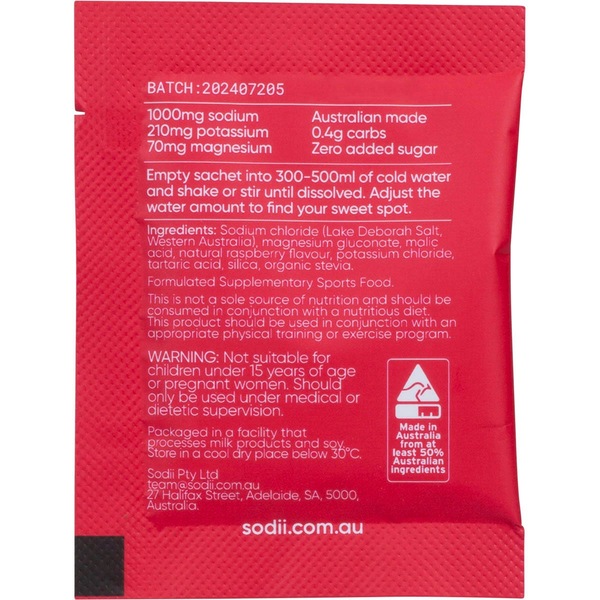 BATCH:202407205
1000mg sodium Australian made
210mg potassium 0.4g carbs
70mg magnesium Zero added sugar
Empty sachet into 300-500ml of cold water
and shake or stir until dissolved. Adjust the
water amount to find your sweet spot.
Ingredients: Sodium chloride (Lake Deborah Salt,
Western Australia), magnesium gluconate, malic
acid, natural raspberry flavour, potassium chloride,
tartaric acid, silica, organic stevia.
Formulated Supplementary Sports Food.
This is not a sole source of nutrition and should be
consumed in conjunction with a nutritious diet.
This product should be used in conjunction with an
appropriate physical training or exercise program.
WARNING: Not suitable for
children under 15 years of age
or pregnant women. Should
only be used under medical or
dietetic supervision.
Packaged in a facility that
processes milk products and soy.
Store in a cool dry place below 30°C.
Sodii Pty Ltd
team@sodii.com.au
27 Halifax Street, Adelaide, SA, 5000,
Australia.
Made in
Australia
from at
least 50%
Australian
ingredients
sodii.com.au